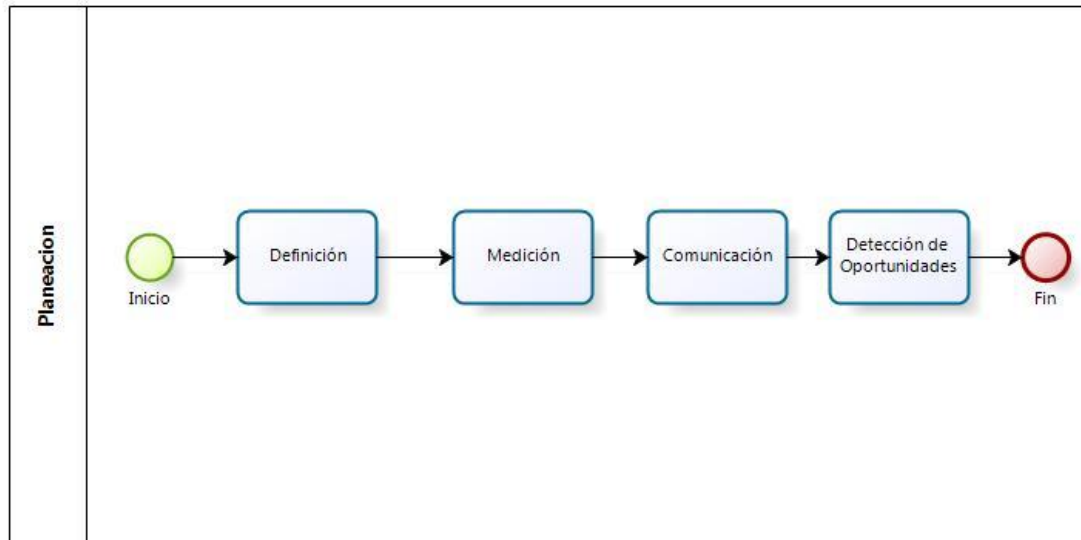 Planeacion
Inicio
Definición
Medición
Comunicación
Detección de
Oportunidades
Fin